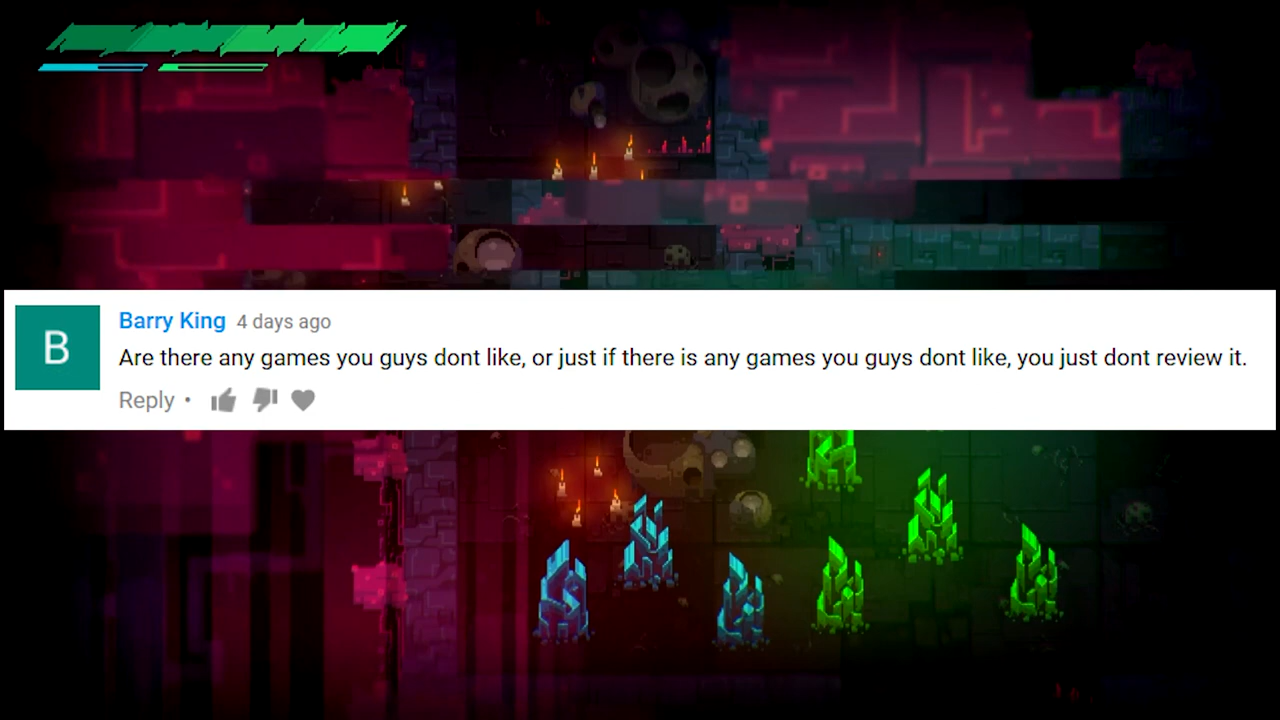 B
Barry King 4 days ago
Are there any games you guys dont like, or just if there is any games you guys dont like, you just dont review it.
Reply •